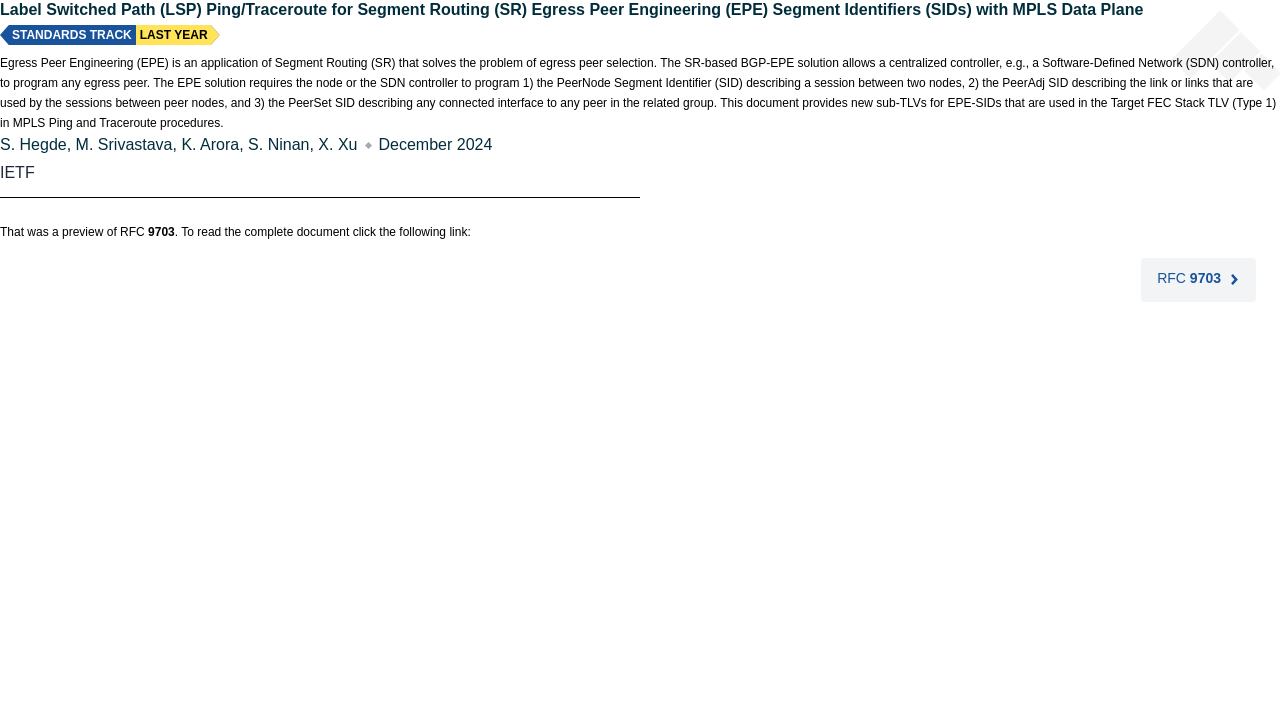 Label Switched Path (LSP) Ping/Traceroute for Segment Routing (SR) Egress Peer Engineering (EPE) Segment Identifiers (SIDs) with MPLS Data Plane
STANDARDS TRACK LAST YEAR
Egress Peer Engineering (EPE) is an application of Segment Routing (SR) that solves the problem of egress peer selection. The SR-based BGP-EPE solution allows a centralized controller, e.g., a Software-Defined Network (SDN) controller,
to program any egress peer. The EPE solution requires the node or the SDN controller to program 1) the PeerNode Segment Identifier (SID) describing a session between two nodes, 2) the PeerAdj SID describing the link or links that are
used by the sessions between peer nodes, and 3) the PeerSet SID describing any connected interface to any peer in the related group. This document provides new sub-TLVs for EPE-SIDs that are used in the Target FEC Stack TLV (Type 1)
in MPLS Ping and Traceroute procedures.
S. Hegde, M. Srivastava, K. Arora, S. Ninan, X. Xu ◆ December 2024
IETF
That was a preview of RFC 9703. To read the complete document click the following link:
RFC 9703